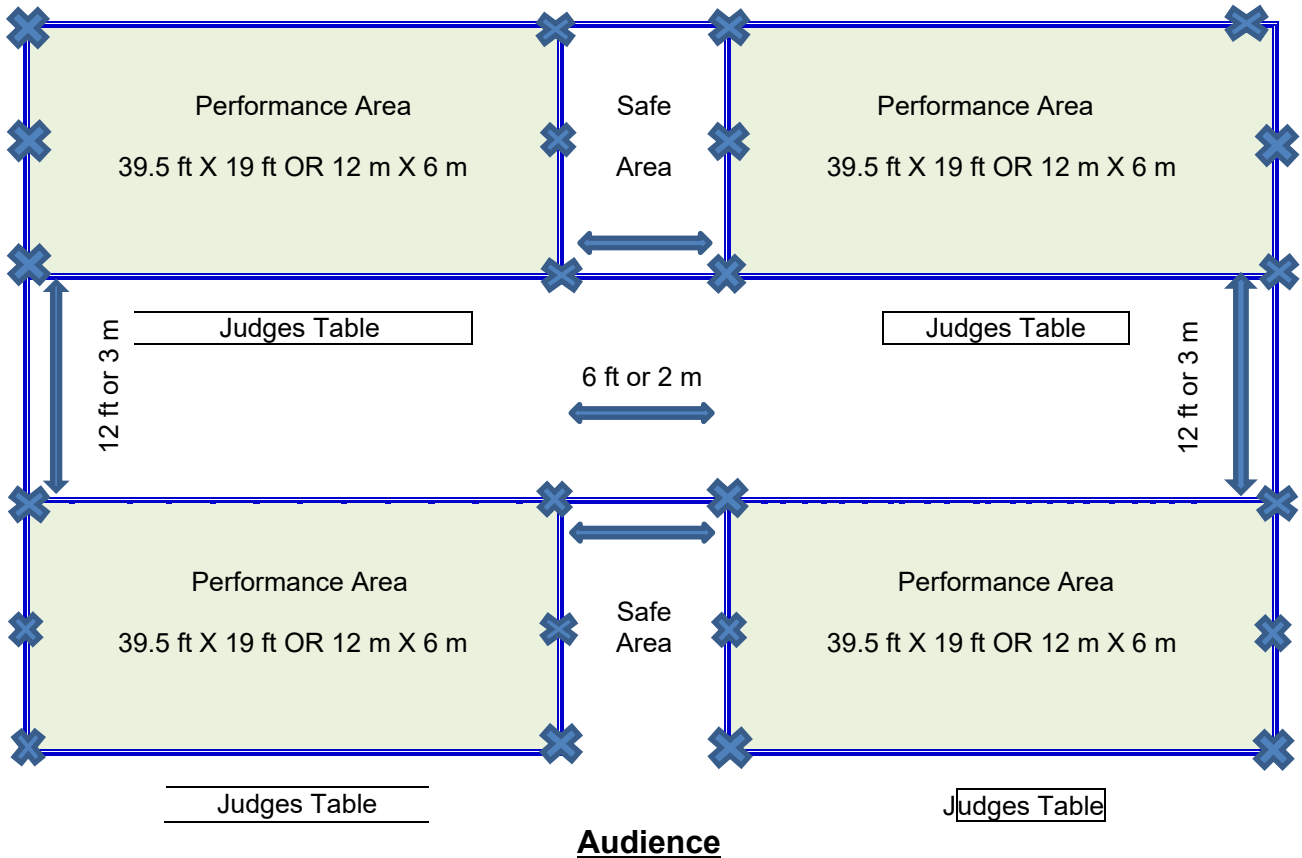 Performance Area
Safe
Performance Area
39.5 ft X 19 ft OR 12 m X 6 m
Area
39.5 ft X 19 ft OR 12 m X 6 m
Judges Table
Judges Table
12 ft or 3 m
6 ft or 2 m
12 ft or 3 m
Performance Area
Performance Area
39.5 ft X 19 ft OR 12 m X 6 m
Safe
Area
39.5 ft X 19 ft OR 12 m X 6 m
Judges Table
Judges Table
Audience